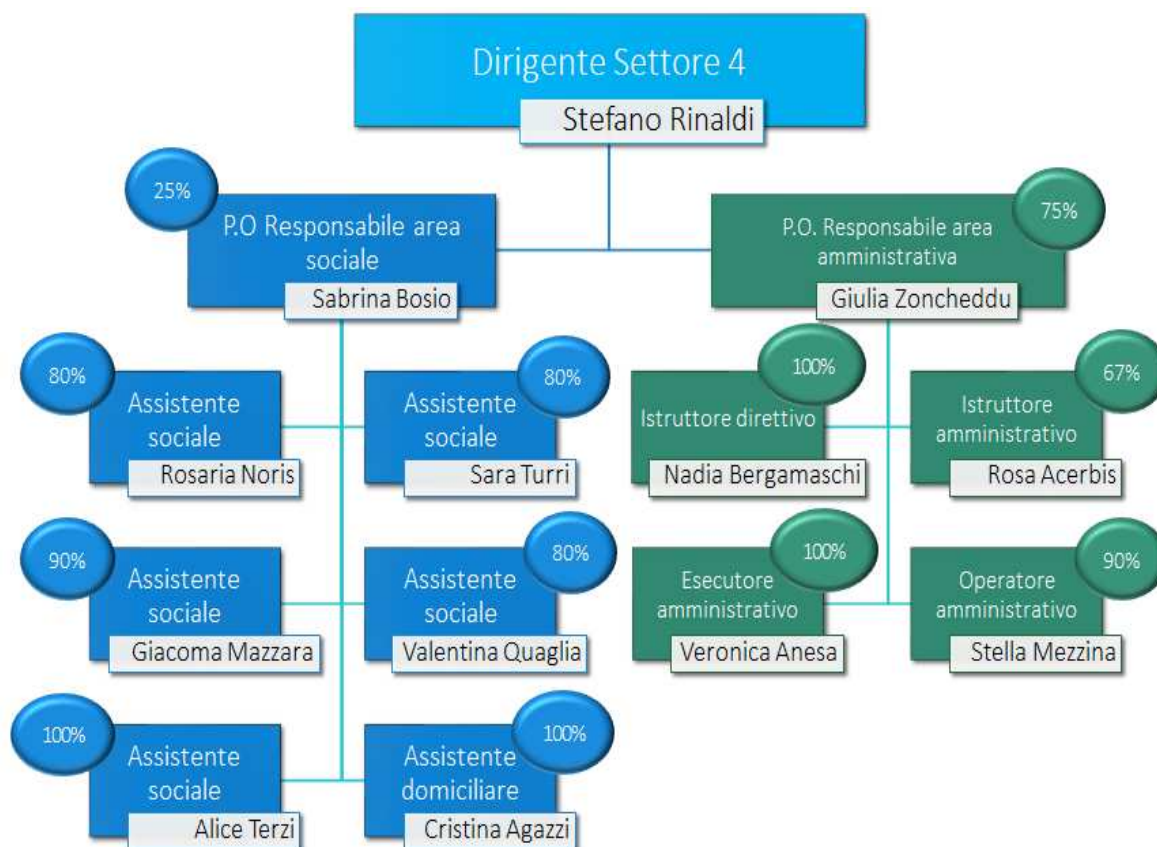 Dirigente Settore 4
Stefano Rinaldi
25%
P.O Responsabile area
sociale
Sabrina Bosio
75%
P.O. Responsabile area
amministrativa
Giulia Zoncheddu
80%
Assistente
sociale
Rosaria Noris
80%
Assistente
sociale
Sara Turri
100%
Istruttore direttivo
Nadia Bergamaschi
67%
Istruttore
amministrativo
Rosa Acerbis
90%
Assistente
sociale
Giacoma Mazzara
80%
Assistente
sociale
Valentina Quaglia
100%
Esecutore
amministrativo
Veronica Anesa
90%
Operatore
amministrativo
Stella Mezzina
100%
Assistente
sociale
Alice Terzi
100%
Assistente
domiciliare
Cristina Agazzi